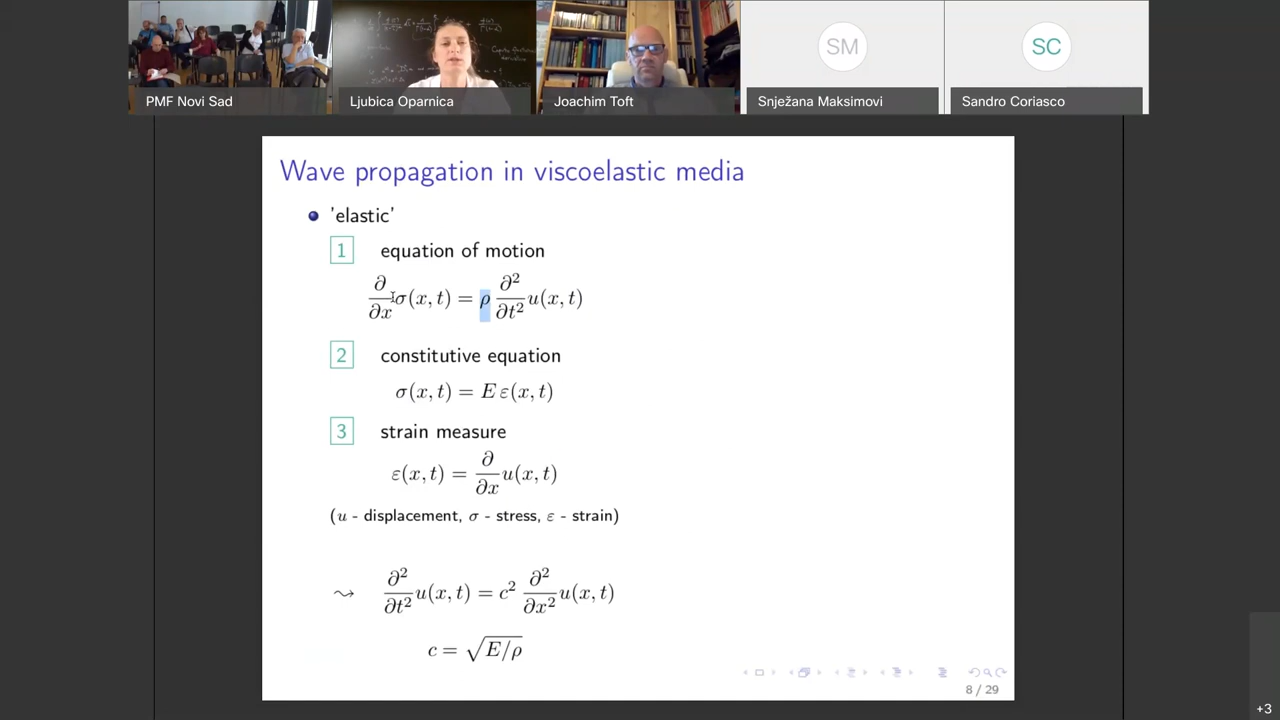 PMF Novi Sad
Ljubica Oparnica
Joachim Toft
SM
Snježana Maksimovi
SC
Sandro Coriasco
Wave propagation in viscoelastic media
'elastic'
1 equation of motion
∂/∂x σ(x, t) = ρ ∂²/∂t² u(x, t)
2 constitutive equation
σ(x, t) = E ε(x, t)
3 strain measure
ε(x, t) = ∂/∂x u(x, t)
(u - displacement, σ - stress, ε - strain)
⇝ ∂²/∂t² u(x, t) = c² ∂²/∂x² u(x, t)
c = √E/ρ
8 / 29
+3